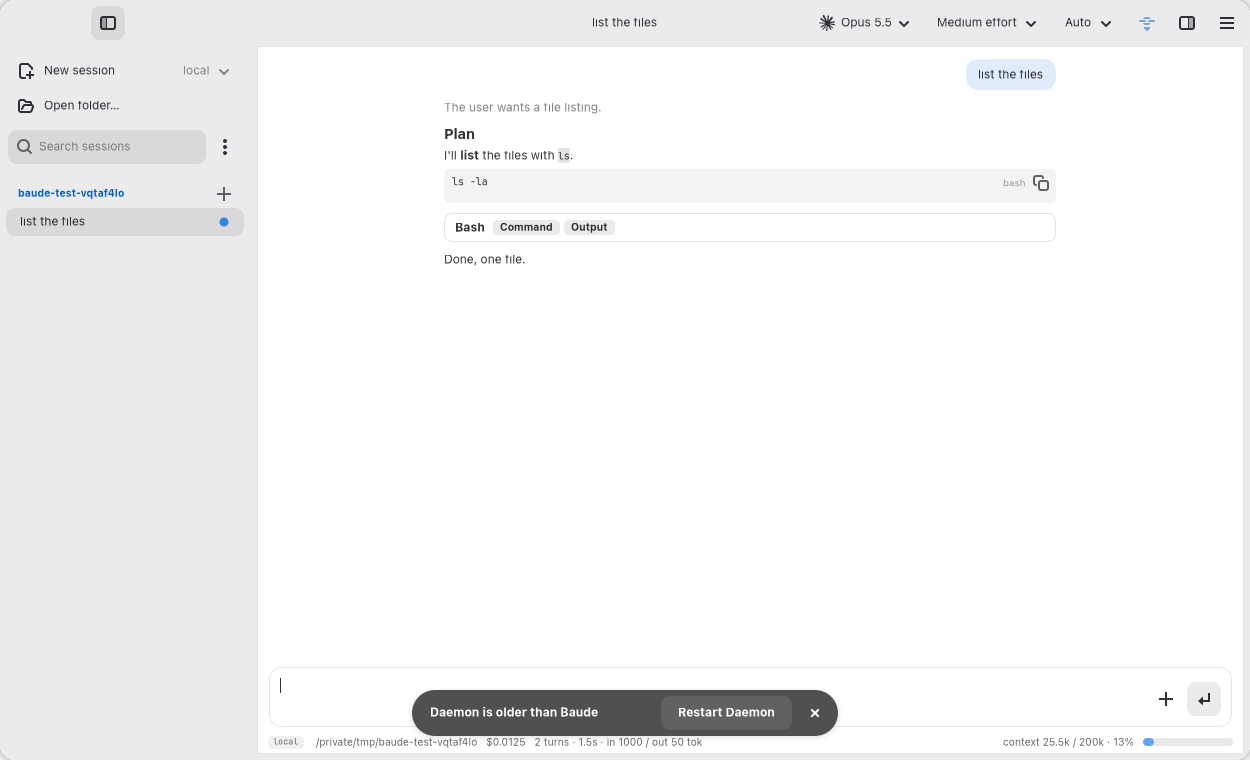 list the files
Opus 5.5
Medium effort
Auto
New session
local
Open folder...
Search sessions
baude-test-vqtaf4lo
list the files
list the files
The user wants a file listing.
Plan
I'll list the files with ls.
ls -la
bash
Bash Command Output
Done, one file.
Daemon is older than Baude
Restart Daemon
local /private/tmp/baude-test-vqtaf4lo $0.0125 2 turns · 1.5s · in 1000 / out 50 tok
context 25.5k / 200k · 13%